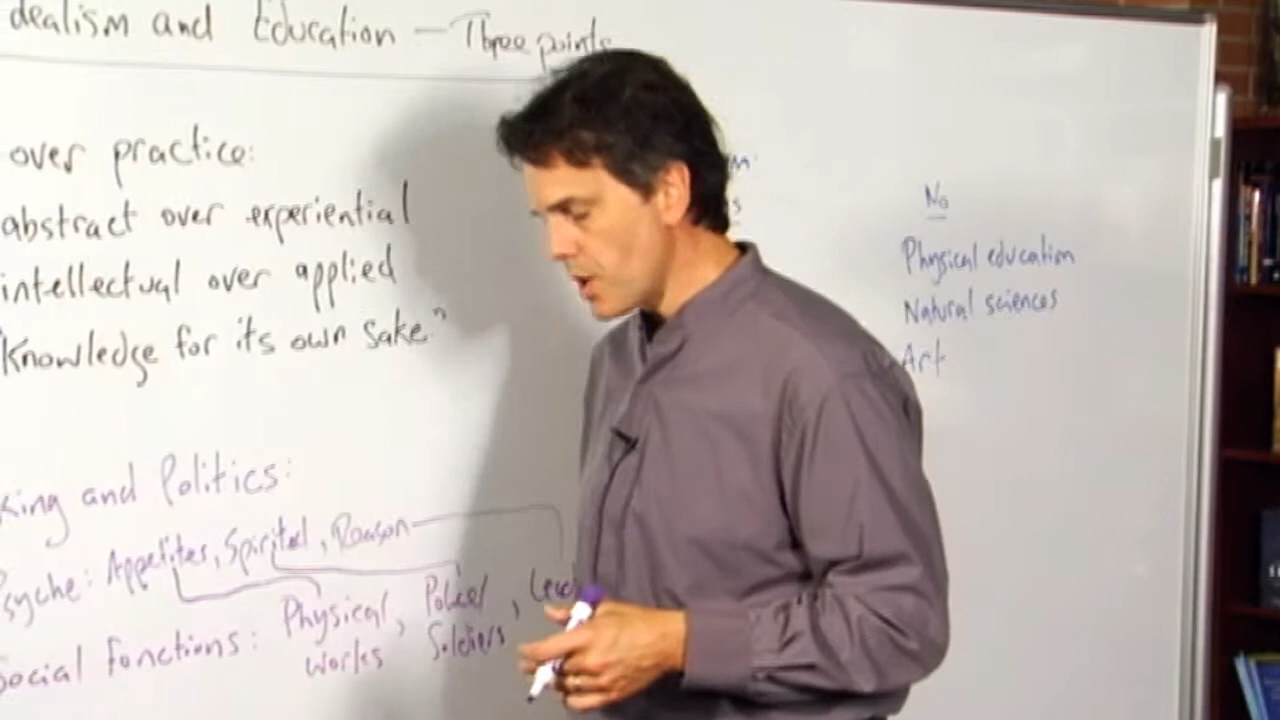 dealism and Education — Three points
over practice:
abstract over experiential
intellectual over applied
Knowledge for its own sake"
king and Politics:
Psyche: Appetites, Spirited, Reason
Social Functions: Physical works, Police/ Soldiers,
No
Physical education
Natural sciences
Art